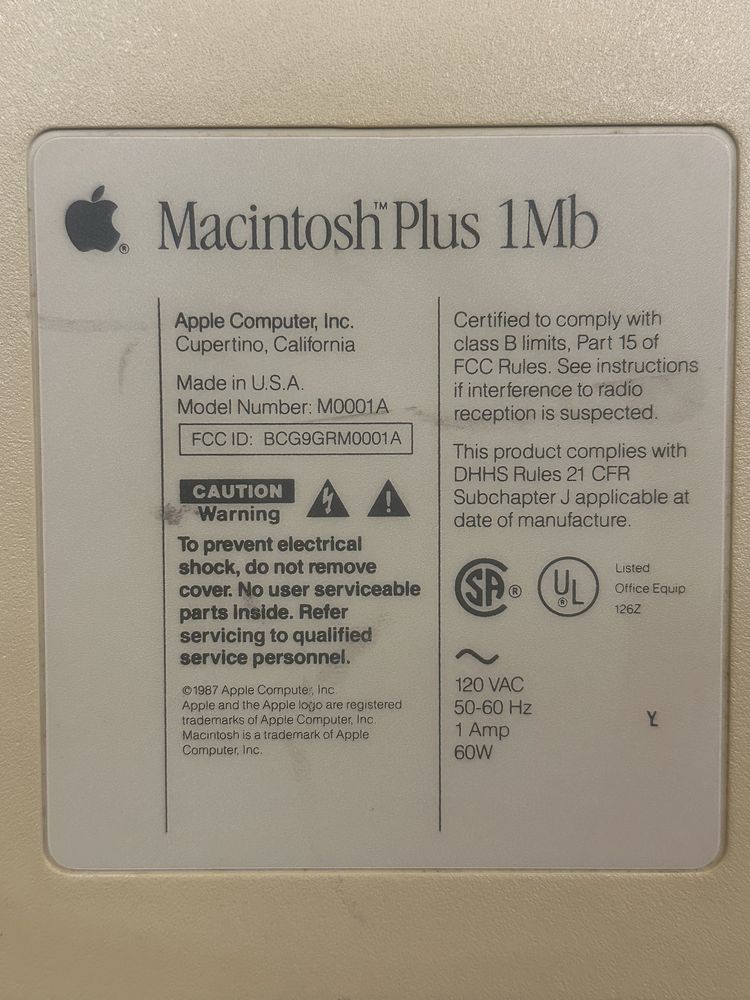 Macintosh™ Plus 1Mb
®
Apple Computer, Inc.
Cupertino, California
Made in U.S.A.
Model Number: M0001A
FCC ID: BCG9GRM0001A
CAUTION
Warning
To prevent electrical
shock, do not remove
cover. No user serviceable
parts inside. Refer
servicing to qualified
service personnel.
©1987 Apple Computer, Inc.
Apple and the Apple logo are registered
trademarks of Apple Computer, Inc.
Macintosh is a trademark of Apple
Computer, Inc.
Certified to comply with
class B limits, Part 15 of
FCC Rules. See instructions
if interference to radio
reception is suspected.
This product complies with
DHHS Rules 21 CFR
Subchapter J applicable at
date of manufacture.
SA® UL®
Listed
Office Equip
126Z
120 VAC
50-60 Hz
1 Amp
60W
Y